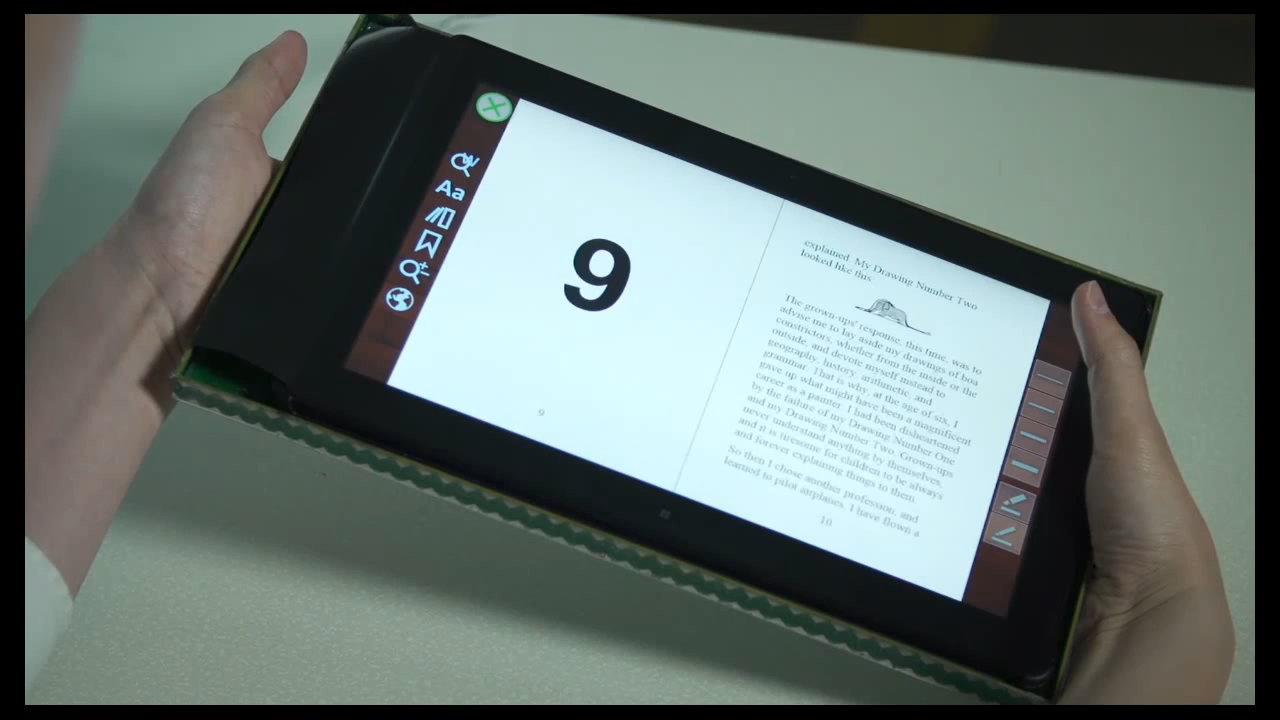 Aa
9
9
explained. My Drawing Number Two
looked like this.
The grown-ups' response, this time, was to
advise me to lay aside my drawings of boa
constrictors, whether from the inside or the
outside, and devote myself instead to
geography, history, arithmetic, and
grammar. That is why, at the age of six, I
gave up what might have been a magnificent
career as a painter. I had been disheartened
by the failure of my Drawing Number One
and my Drawing Number Two. Grown-ups
never understand anything by themselves,
and it is tiresome for children to be always
and forever explaining things to them.
So then I chose another profession, and
learned to pilot airplanes. I have flown a
10